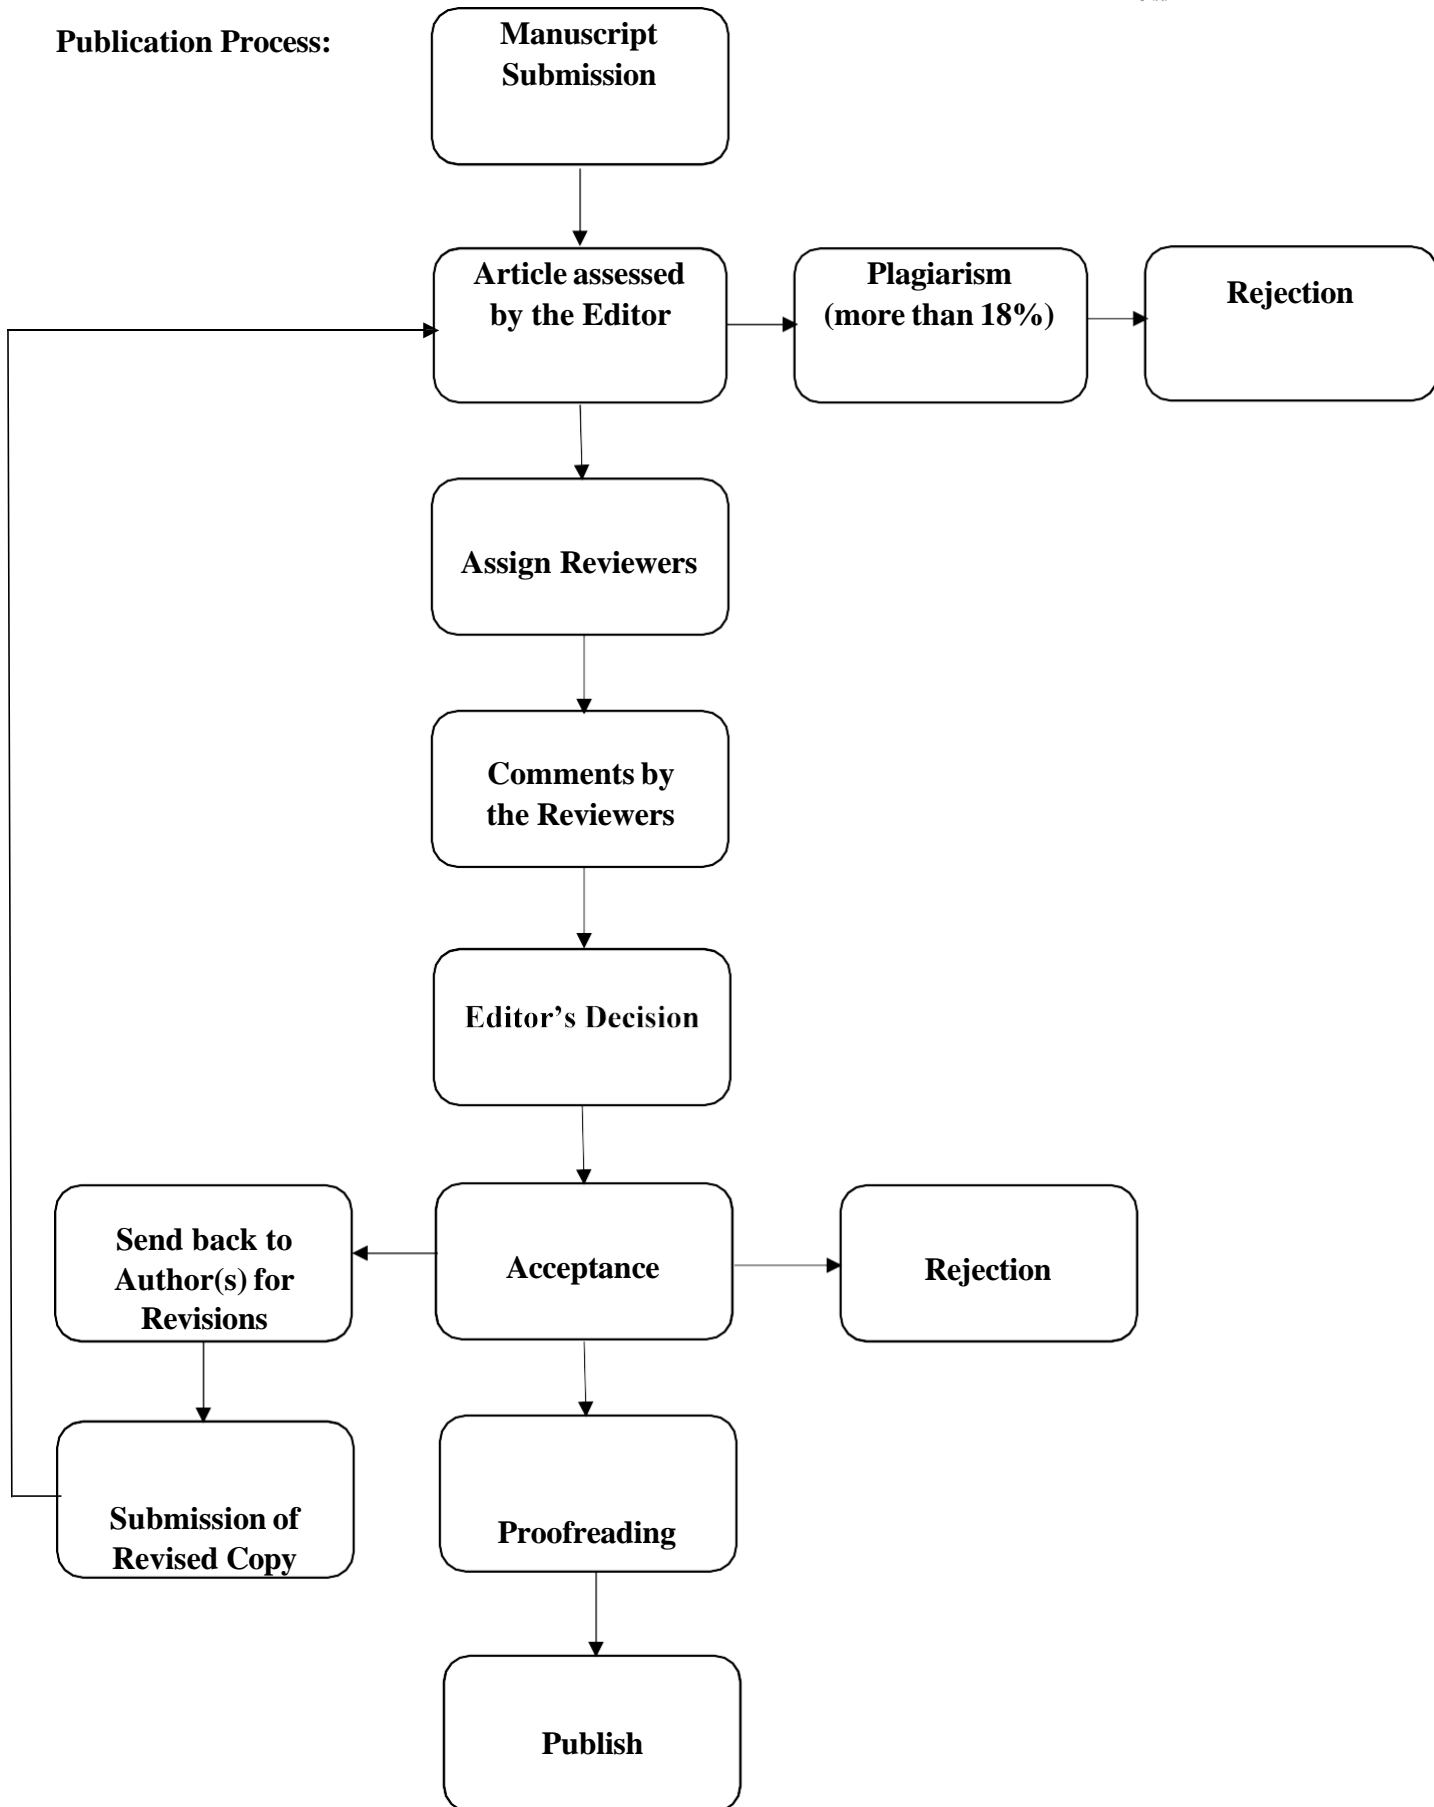 Publication Process:
Manuscript
Submission
Article assessed
by the Editor
Plagiarism
(more than 18%)
Rejection
Assign Reviewers
Comments by
the Reviewers
Editor’s Decision
Send back to
Author(s) for
Revisions
Acceptance
Rejection
Submission of
Revised Copy
Proofreading
Publish